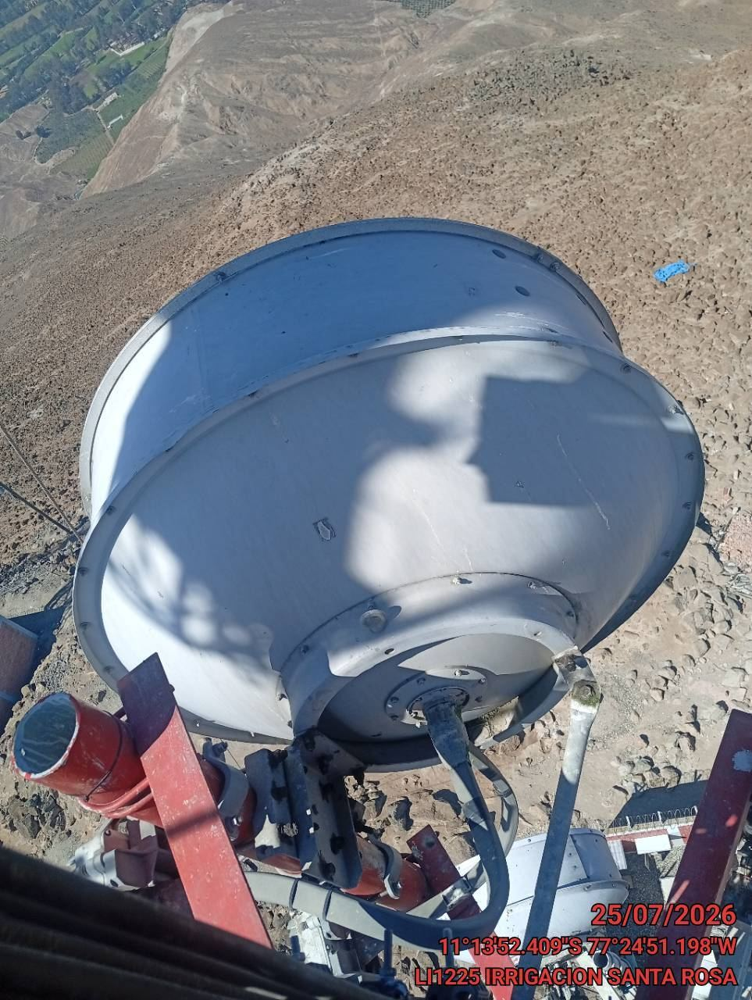 25/07/2026
11°13'52.409"S 77°24'51.198"W
LI1225 IRRIGACION SANTA ROSA